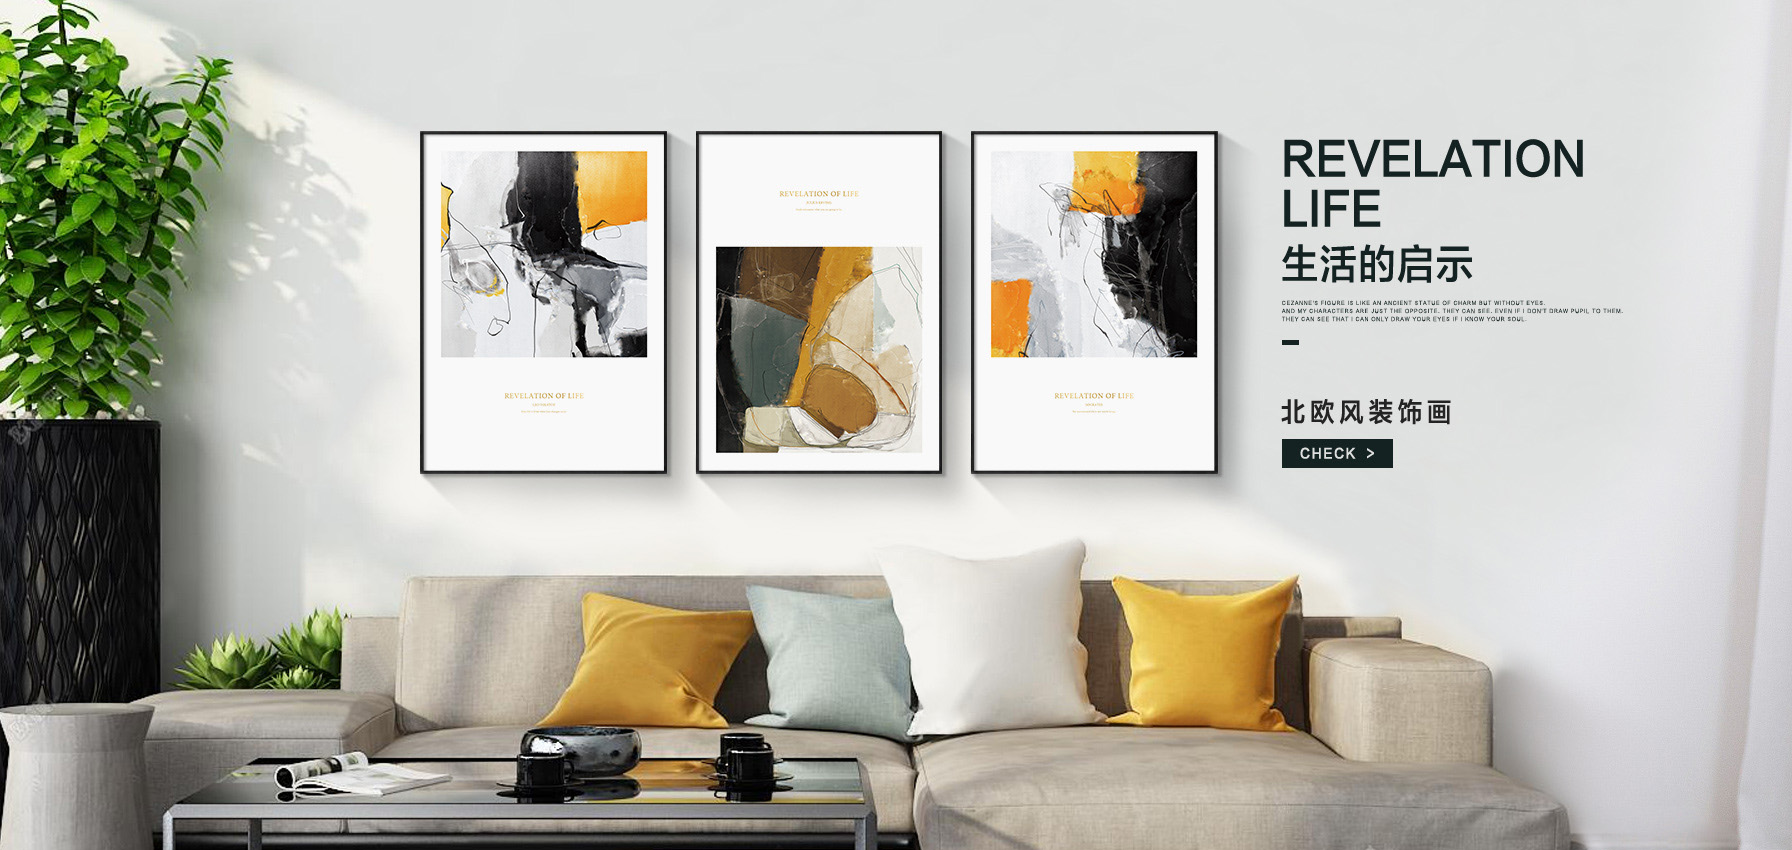 REVELATION OF LIFE
REVELATION OF LIFE
REVELATION OF LIFE
REVELATION
LIFE
生活的启示
CEZANNE'S FIGURE IS LIKE AN ANCIENT STATUE OF CHARM BUT WITHOUT EYES.
AND MY CHARACTERS ARE JUST THE OPPOSITE. THEY CAN SEE. EVEN IF I DON'T DRAW PUPIL TO THEM.
THEY CAN SEE THAT I CAN ONLY DRAW YOUR EYES IF I KNOW YOUR SOUL.
北欧风装饰画
CHECK >